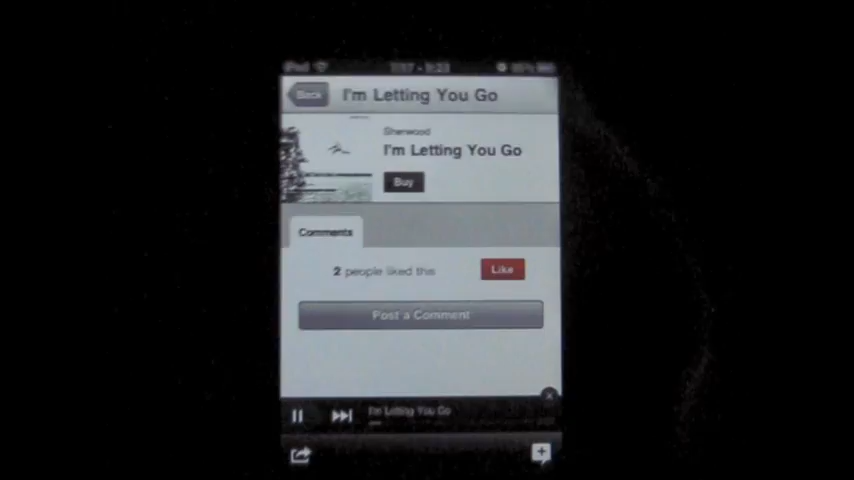 iPod
Back
I'm Letting You Go
Sherwood
I'm Letting You Go
Buy
Comments
2 people liked this
Like
Post a Comment
I'm Letting You Go